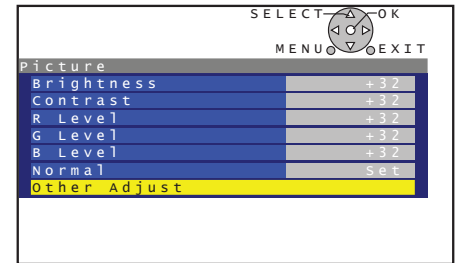 SELECT OK
MENU EXIT
Picture
Brightness +32
Contrast +32
R Level +32
G Level +32
B Level +32
Normal Set
Other Adjust